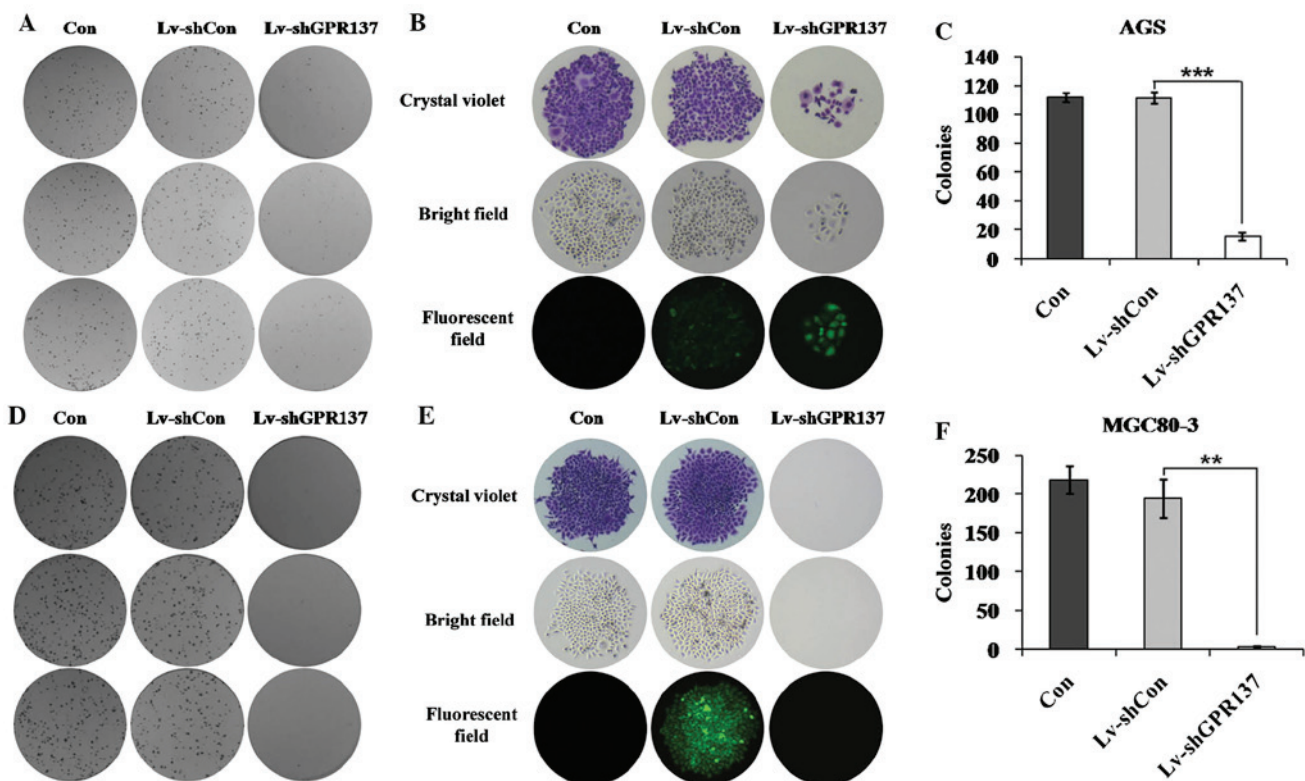 A
Con Lv-shCon Lv-shGPR137
B
Con Lv-shCon Lv-shGPR137
Crystal violet
Bright field
Fluorescent
field
C
AGS
***
Colonies
140
120
100
80
60
40
20
0
Con
Lv-shCon
Lv-shGPR137
D
Con Lv-shCon Lv-shGPR137
E
Con Lv-shCon Lv-shGPR137
Crystal violet
Bright field
Fluorescent
field
F
MGC80-3
**
Colonies
250
200
150
100
50
0
Con
Lv-shCon
Lv-shGPR137